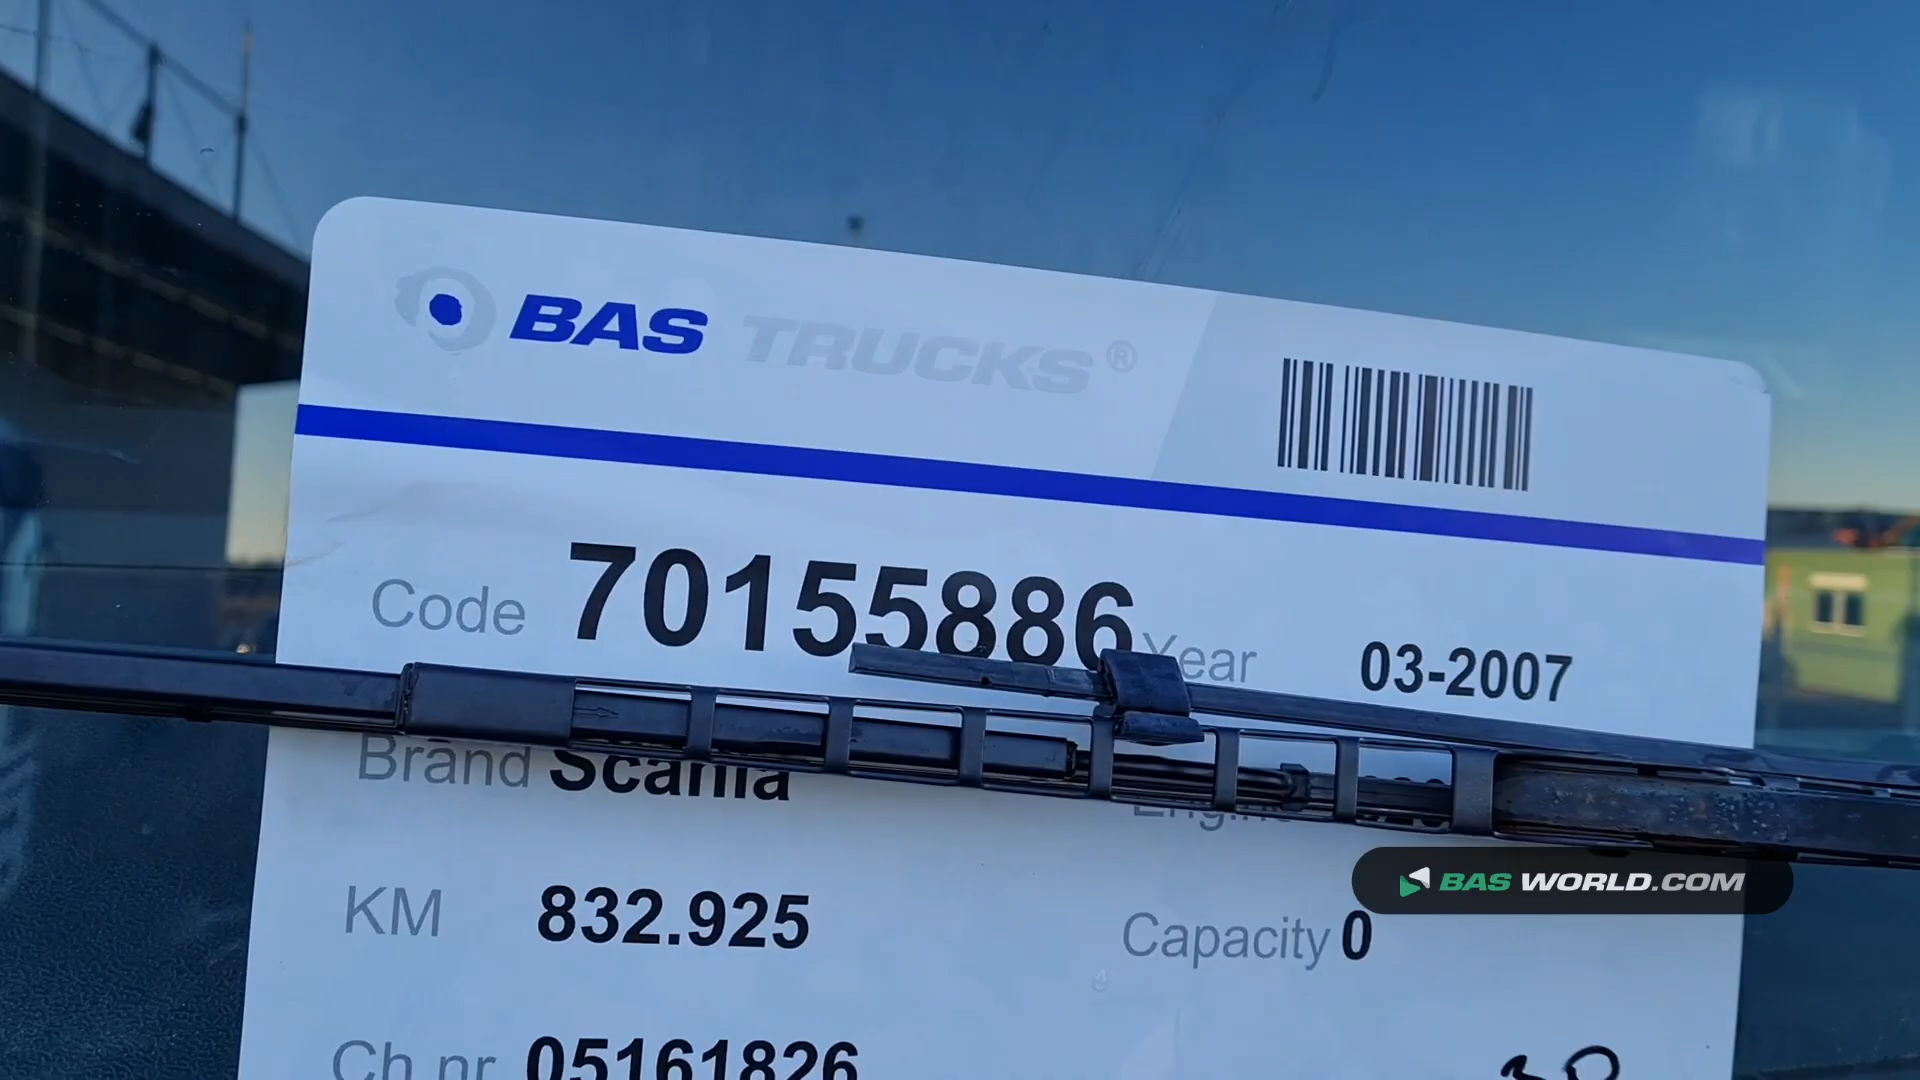 BAS TRUCKS®
Code 70155886 Year 03-2007
Brand Scania
KM 832.925
Capacity 0
Ch nr 05161826
BAS WORLD.COM